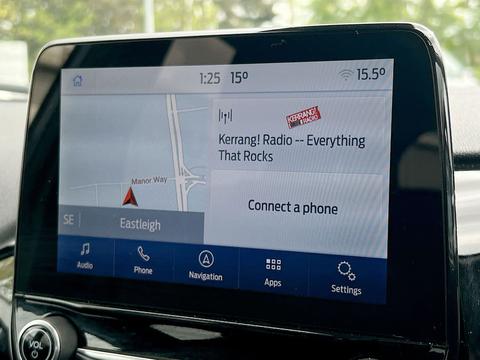 1:25 15°
15.5°
KERRANG!
RADIO
Kerrang! Radio -- Everything
That Rocks
Manor Way
SE
Eastleigh
Connect a phone
Audio
Phone
Navigation
Apps
Settings
VOL